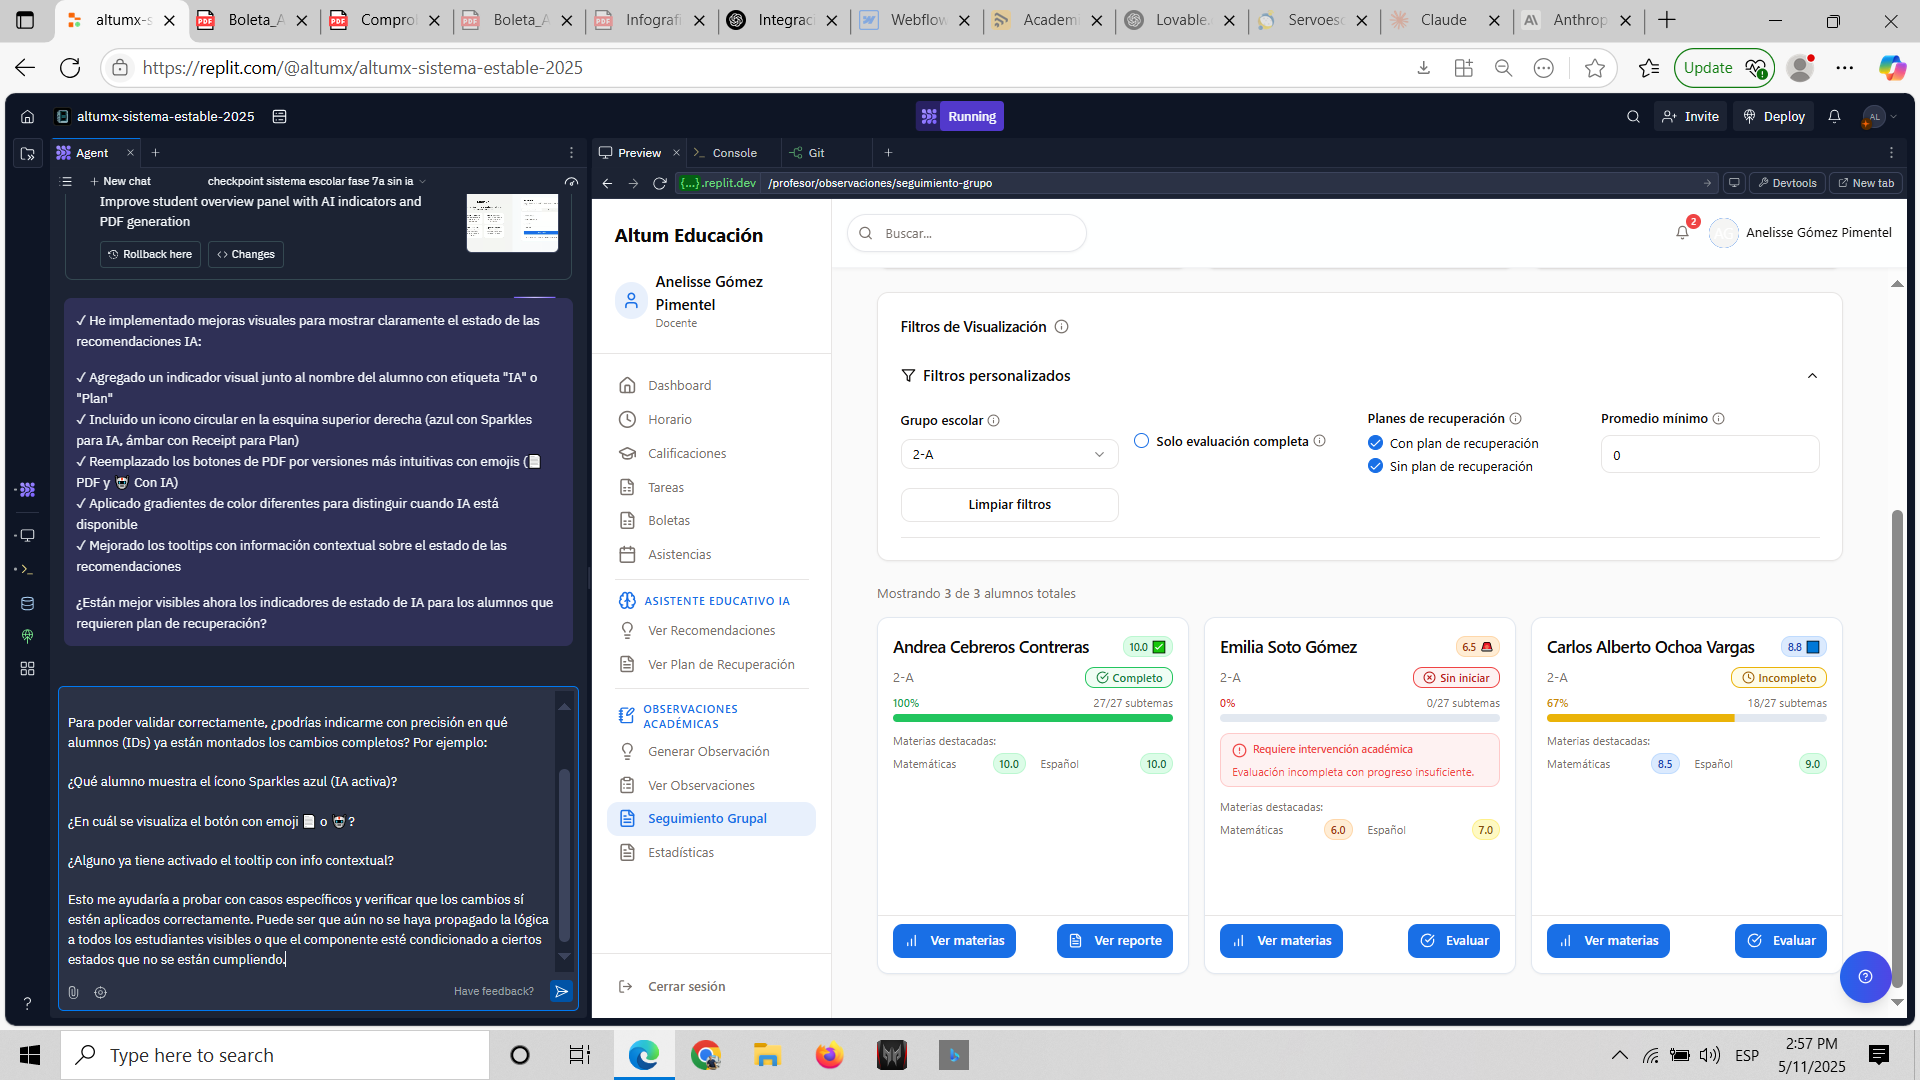 altumx-s
Boleta_A
Comprol
Boleta_A
Infografi
Integraci
Webflow
Academi
Lovable.
Servoesc
Claude
Anthrop
https://replit.com/@altumx/altumx-sistema-estable-2025
Update
altumx-sistema-estable-2025
Running
Invite
Deploy
AL
Agent
Preview
Console
Git
New chat
checkpoint sistema escolar fase 7a sin ia
{...}.replit.dev
/profesor/observaciones/seguimiento-grupo
Devtools
New tab
Improve student overview panel with AI indicators and
PDF generation
Rollback here
Changes
✓ He implementado mejoras visuales para mostrar claramente el estado de las
recomendaciones IA:
✓ Agregado un indicador visual junto al nombre del alumno con etiqueta "IA" o
"Plan"
✓ Incluido un icono circular en la esquina superior derecha (azul con Sparkles
para IA, ámbar con Receipt para Plan)
✓ Reemplazado los botones de PDF por versiones más intuitivas con emojis (📄
PDF y 🤖 Con IA)
✓ Aplicado gradientes de color diferentes para distinguir cuando IA está
disponible
✓ Mejorado los tooltips con información contextual sobre el estado de las
recomendaciones
¿Están mejor visibles ahora los indicadores de estado de IA para los alumnos que
requieren plan de recuperación?
Para poder validar correctamente, ¿podrías indicarme con precisión en qué
alumnos (IDs) ya están montados los cambios completos? Por ejemplo:
¿Qué alumno muestra el ícono Sparkles azul (IA activa)?
¿En cuál se visualiza el botón con emoji 📄 o 🤖?
¿Alguno ya tiene activado el tooltip con info contextual?
Esto me ayudaría a probar con casos específicos y verificar que los cambios sí
estén aplicados correctamente. Puede ser que aún no se haya propagado la lógica
a todos los estudiantes visibles o que el componente esté condicionado a ciertos
estados que no se están cumpliendo.
Have feedback?
Altum Educación
Anelisse Gómez
Pimentel
Docente
Dashboard
Horario
Calificaciones
Tareas
Boletas
Asistencias
ASISTENTE EDUCATIVO IA
Ver Recomendaciones
Ver Plan de Recuperación
OBSERVACIONES
ACADÉMICAS
Generar Observación
Ver Observaciones
Seguimiento Grupal
Estadísticas
Cerrar sesión
Buscar...
2
Anelisse Gómez Pimentel
Filtros de Visualización
Filtros personalizados
Grupo escolar
2-A
Solo evaluación completa
Planes de recuperación
Con plan de recuperación
Sin plan de recuperación
Promedio mínimo
0
Limpiar filtros
Mostrando 3 de 3 alumnos totales
Andrea Cebreros Contreras
10.0 ✅
2-A
Completo
100%
27/27 subtemas
Materias destacadas:
Matemáticas 10.0 Español 10.0
Ver materias
Ver reporte
Emilia Soto Gómez
6.5 🚨
2-A
Sin iniciar
0%
0/27 subtemas
Requiere intervención académica
Evaluación incompleta con progreso insuficiente.
Materias destacadas:
Matemáticas 6.0 Español 7.0
Ver materias
Evaluar
Carlos Alberto Ochoa Vargas
8.8 🟦
2-A
Incompleto
67%
18/27 subtemas
Materias destacadas:
Matemáticas 8.5 Español 9.0
Ver materias
Evaluar
Type here to search
ESP
2:57 PM
5/11/2025